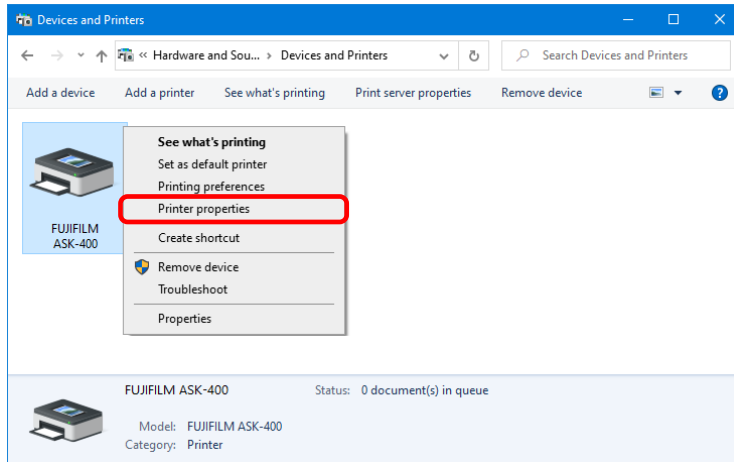 Devices and Printers
« Hardware and Sou... > Devices and Printers
Search Devices and Printers
Add a device Add a printer See what's printing Print server properties Remove device
See what's printing
Set as default printer
Printing preferences
Printer properties
Create shortcut
Remove device
Troubleshoot
Properties
FUJIFILM
ASK-400
FUJIFILM ASK-400 Status: 0 document(s) in queue
Model: FUJIFILM ASK-400
Category: Printer